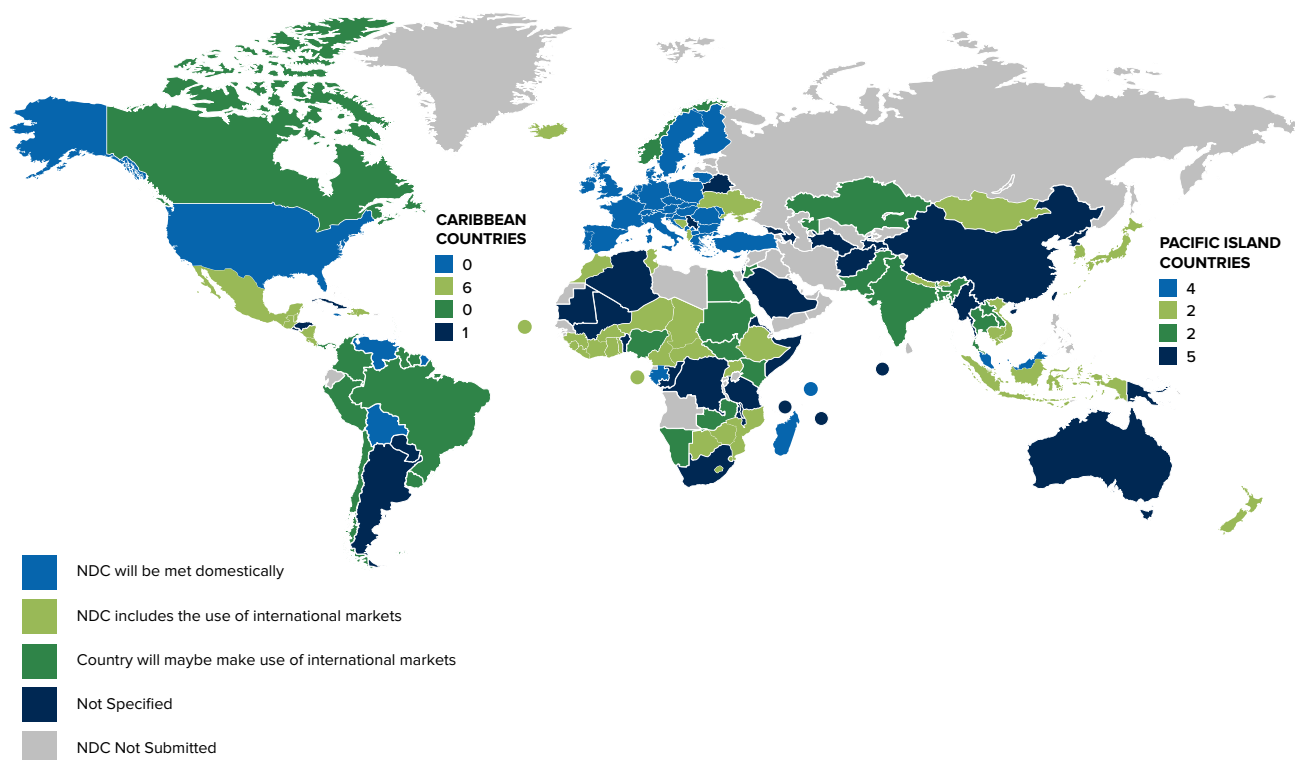 CARIBBEAN
COUNTRIES
0
6
0
1
PACIFIC ISLAND
COUNTRIES
4
2
2
5
NDC will be met domestically
NDC includes the use of international markets
Country will maybe make use of international markets
Not Specified
NDC Not Submitted